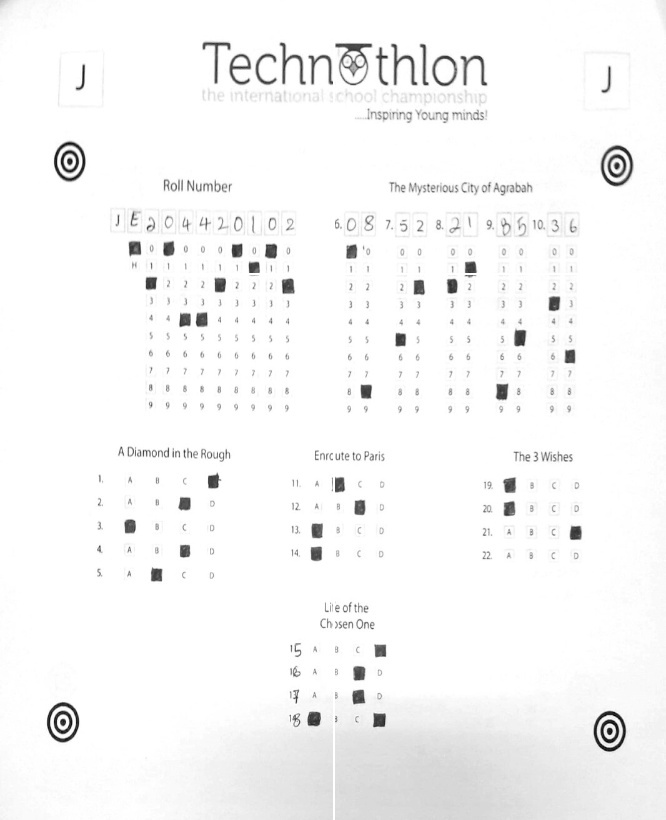 J
Technothlon
J
the international school championship
....Inspiring Young minds!
Roll Number
The Mysterious City of Agrabah
J E 2 0 4 4 2 0 1 0 2
6. 0 8 7. 5 2 8. 2 1 9. 8 5 10. 3 6
0 0 0 0 0 0 0 0 0 0 0 0 0 0
H 1 1 1 1 1 1 1 1 1 1 1 1 1 1 1 1 1 1
2 2 2 2 2 2 2 2 2 2 2 2 2 2
3 3 3 3 3 3 3 3 3 3 3 3 3 3 3 3 3 3
4 4 4 4 4 4 4 4 4 4 4 4 4 4 4 4 4
5 5 5 5 5 5 5 5 5 5 5 5 5 5 5 5 5
6 6 6 6 6 6 6 6 6 6 6 6 6 6 6 6 6 6
7 7 7 7 7 7 7 7 7 7 7 7 7 7 7 7 7 7 7
8 8 8 8 8 8 8 8 8 8 8 8 8 8 8 8 8
9 9 9 9 9 9 9 9 9 9 9 9 9 9 9 9 9 9 9
A Diamond in the Rough
Enroute to Paris
The 3 Wishes
1. A B C
2. A B D
3. B C D
4. A B D
5. A C D
11. A C D
12. A B D
13. B C D
14. B C D
19. B C D
20. B C D
21. A B C
22. A B C D
Life of the
Chosen One
15 A B C
16 A B D
17 A B D
18 B C